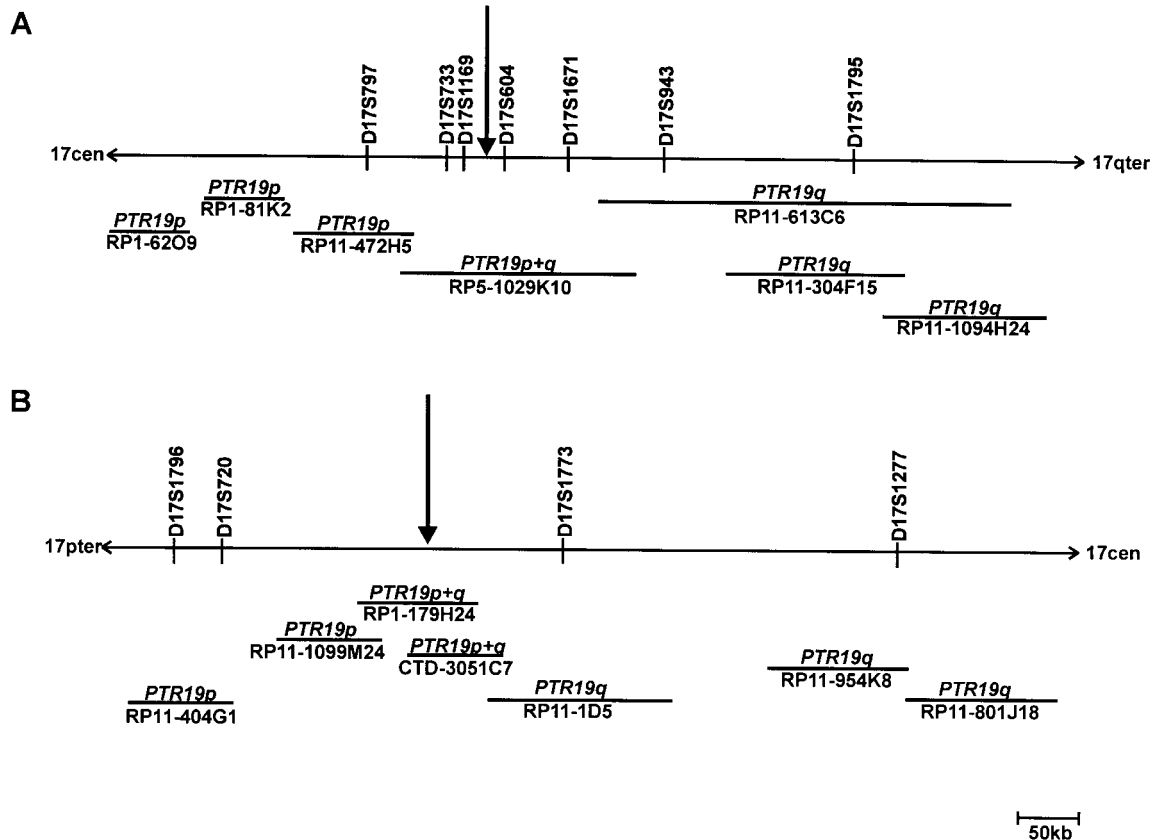 A
D17S797
D17S733
D17S1169
D17S604
D17S1671
D17S943
D17S1795
17cen
17qter
PTR19p
RP1-81K2
PTR19q
RP11-613C6
PTR19p
RP1-62O9
PTR19p
RP11-472H5
PTR19p+q
RP5-1029K10
PTR19q
RP11-304F15
PTR19q
RP11-1094H24
B
D17S1796
D17S720
D17S1773
D17S1277
17pter
17cen
PTR19p+q
RP1-179H24
PTR19p
RP11-1099M24
PTR19p+q
CTD-3051C7
PTR19q
RP11-954K8
PTR19p
RP11-404G1
PTR19q
RP11-1D5
PTR19q
RP11-801J18
50kb